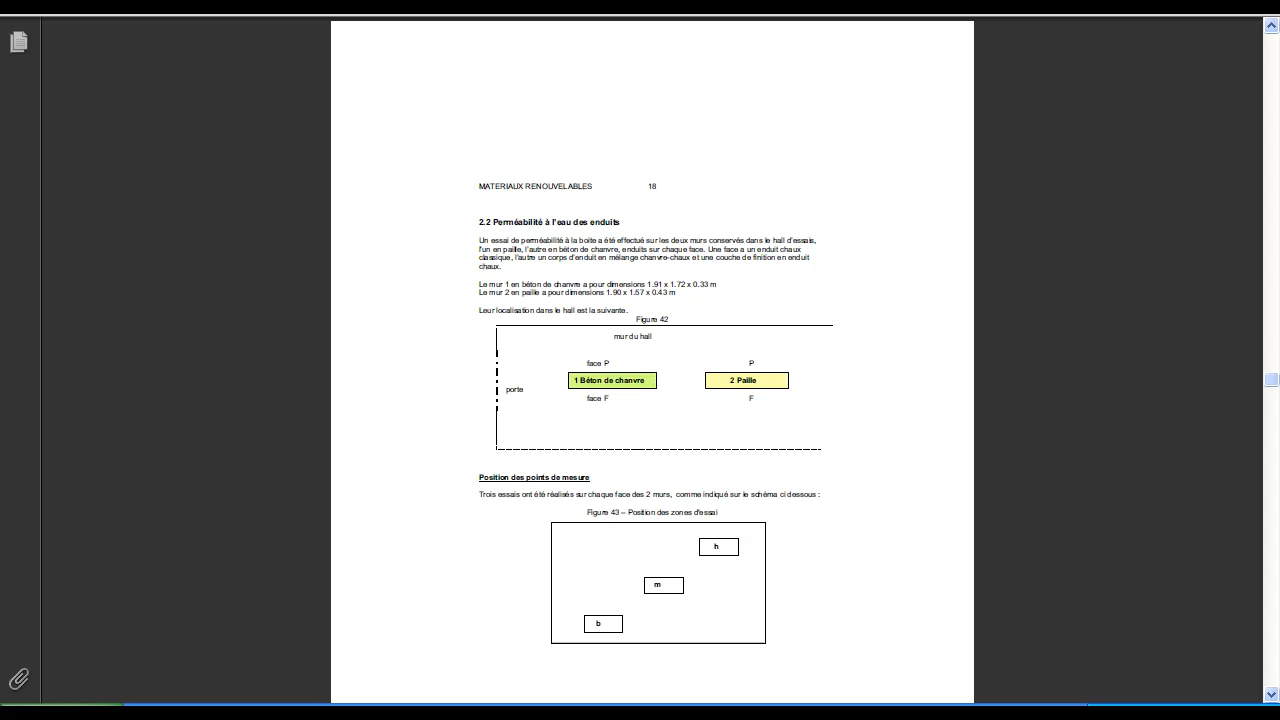 MATERIAUX RENOUVELABLES 18
2.2 Perméabilité à l'eau des enduits
Un essai de perméabilité à la boite a été effectué sur les deux murs conservés dans le hall d'essais,
l'un en paille, l'autre en béton de chanvre, enduits sur chaque face. Une face a un enduit chaux
classique, l'autre un corps d'enduit en mélange chanvre-chaux et une couche de finition en enduit
chaux.
Le mur 1 en béton de chanvre a pour dimensions 1.91 x 1.72 x 0.33 m
Le mur 2 en paille a pour dimensions 1.90 x 1.57 x 0.43 m
Leur localisation dans le hall est la suivante.
Figure 42
mur du hall
face P P
1 Béton de chanvre 2 Paille
porte
face F F
Position des points de mesure
Trois essais ont été réalisés sur chaque face des 2 murs, comme indiqué sur le schéma ci dessous :
Figure 43 – Position des zones d'essai
h
m
b